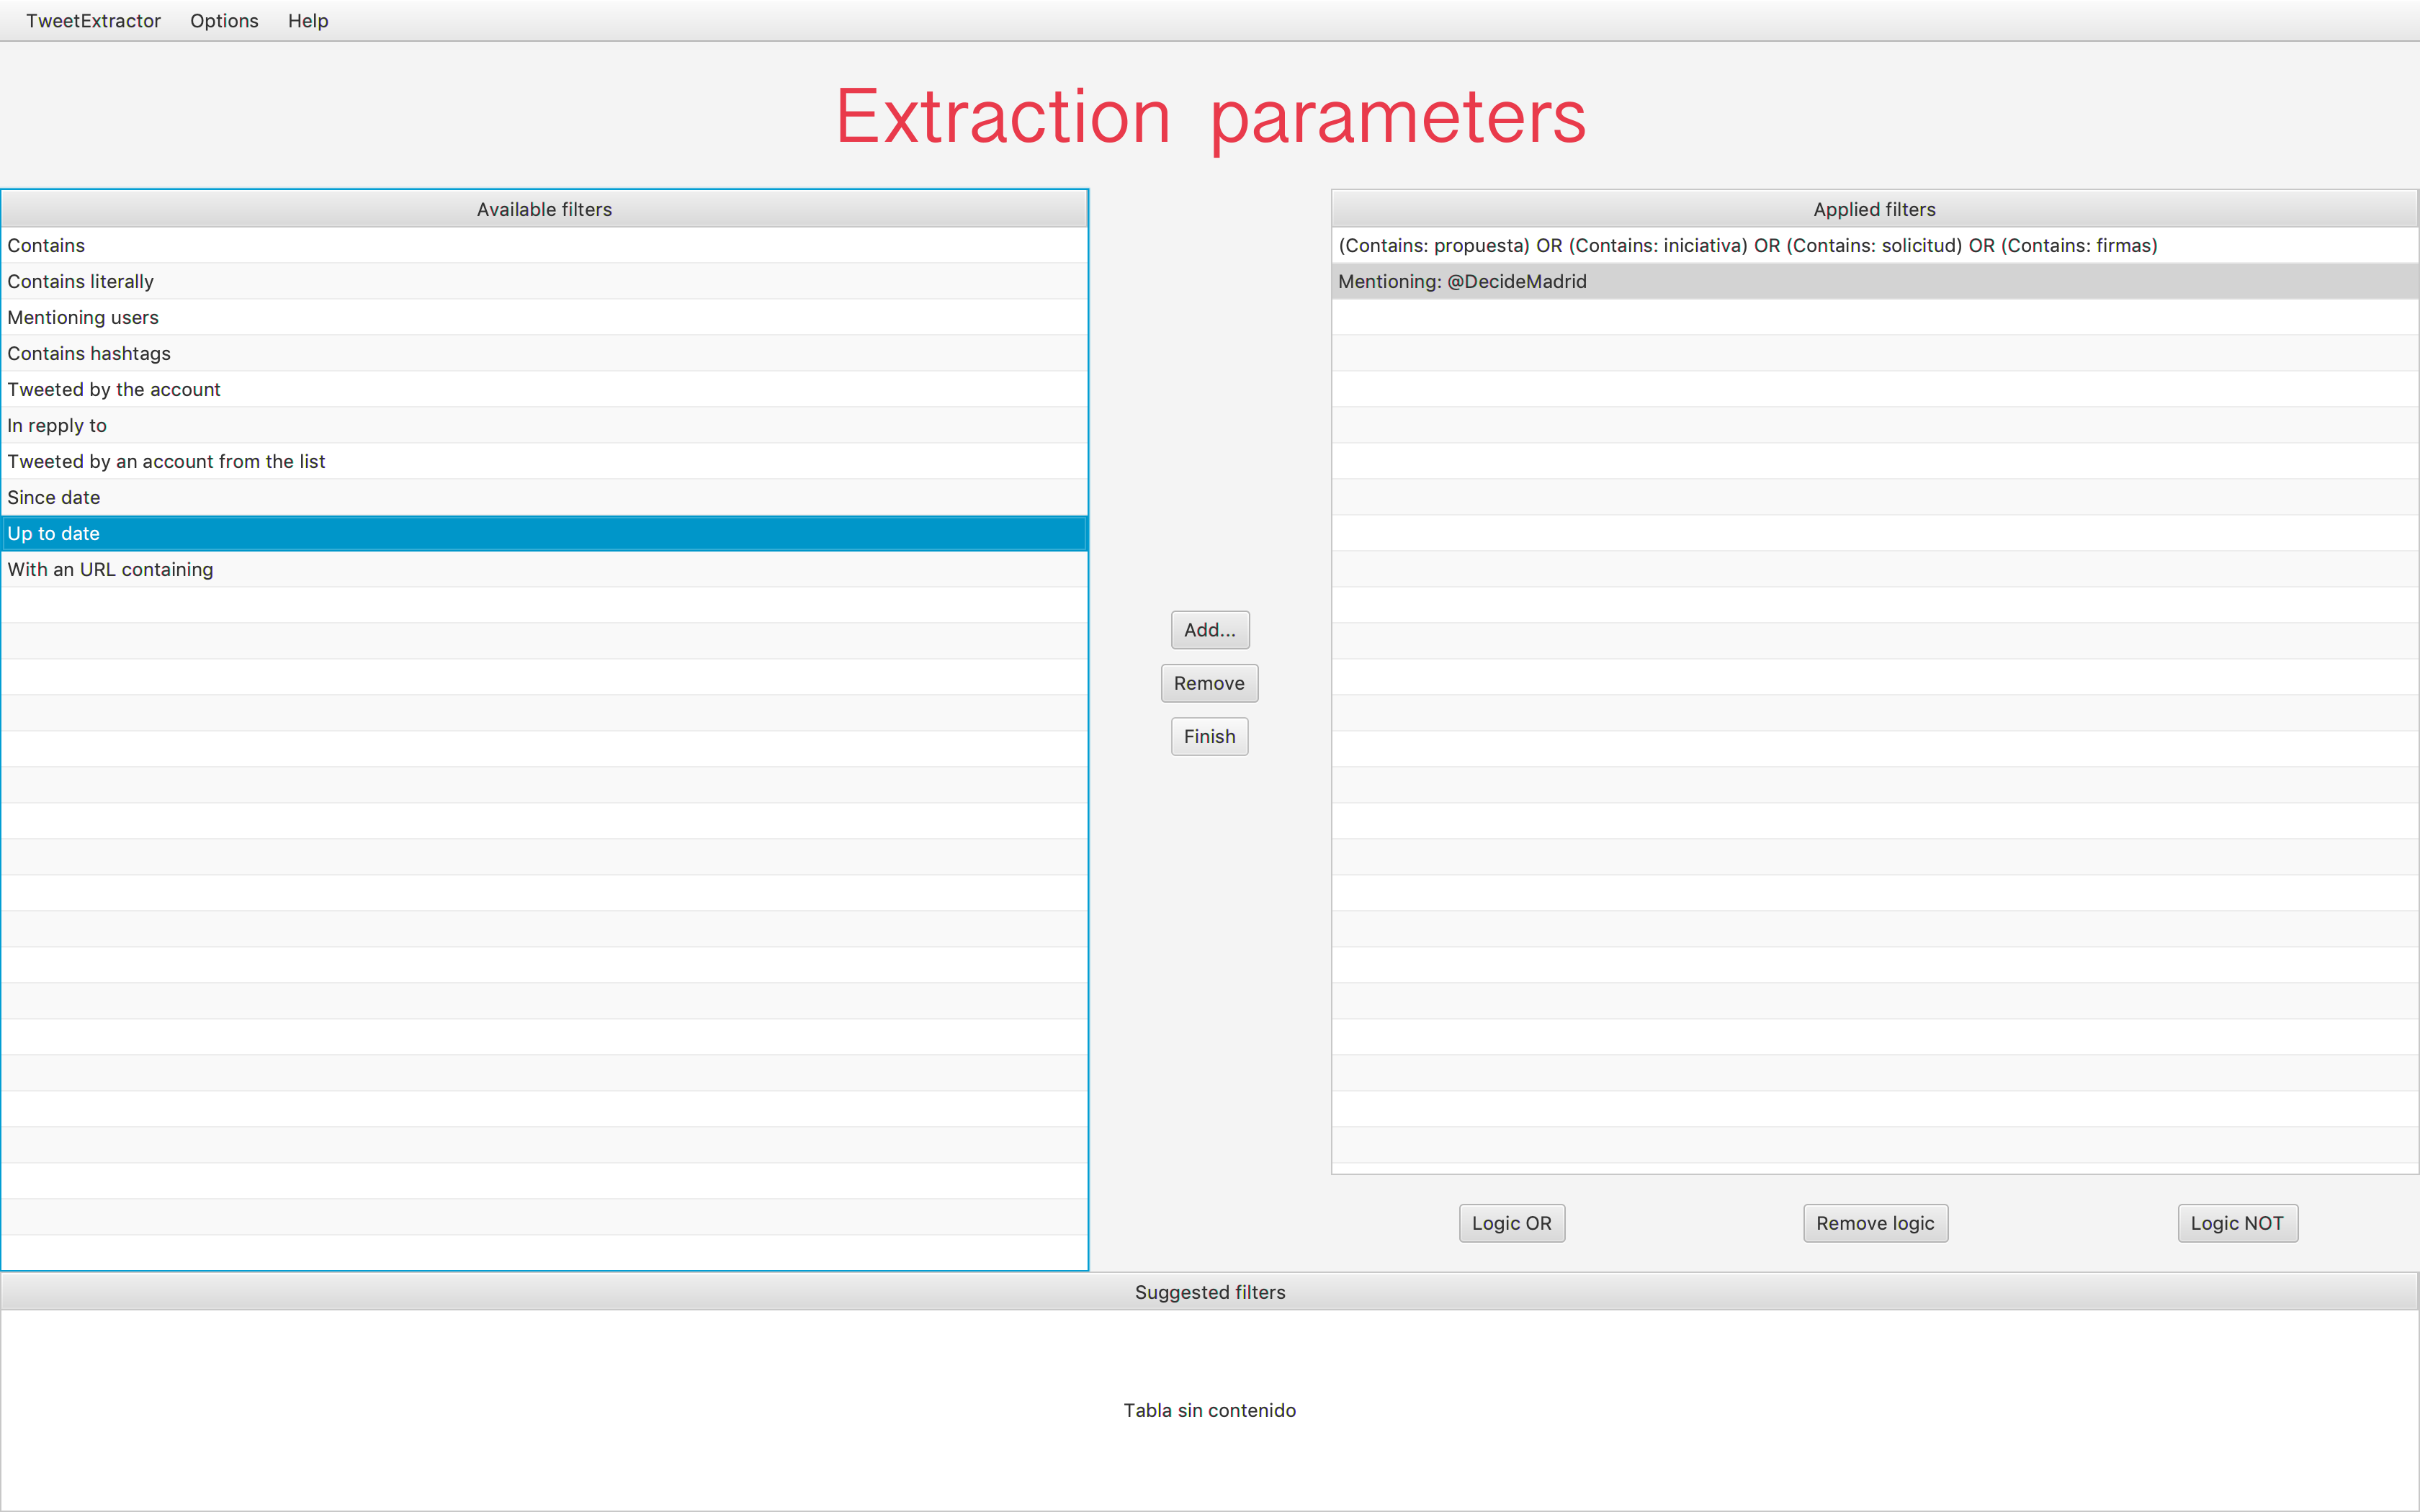 TweetExtractor Options Help
Extraction parameters
Available filters
Contains
Contains literally
Mentioning users
Contains hashtags
Tweeted by the account
In repply to
Tweeted by an account from the list
Since date
Up to date
With an URL containing
Add...
Remove
Finish
Applied filters
(Contains: propuesta) OR (Contains: iniciativa) OR (Contains: solicitud) OR (Contains: firmas)
Mentioning: @DecideMadrid
Logic OR Remove logic Logic NOT
Suggested filters
Tabla sin contenido